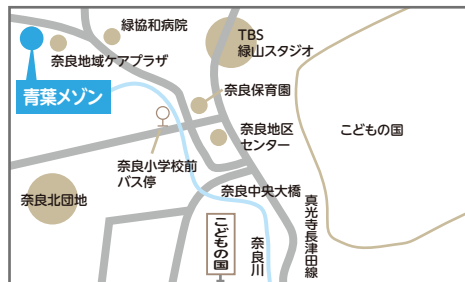 緑協和病院
TBS
緑山スタジオ
奈良地域ケアプラザ
青葉メゾン
奈良保育園
奈良地区
センター
こどもの国
奈良小学校前
バス停
奈良北団地
奈良中央大橋
真光寺長津田線
こどもの国
奈良川